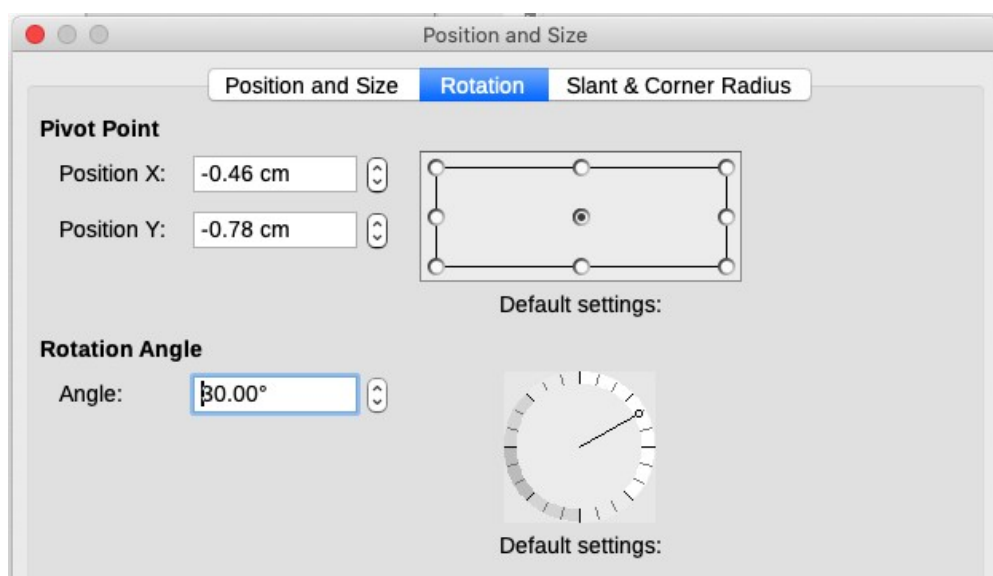 Position and Size
Position and Size Rotation Slant & Corner Radius
Pivot Point
Position X: -0.46 cm
Position Y: -0.78 cm
Default settings:
Rotation Angle
Angle: 30.00°
Default settings: